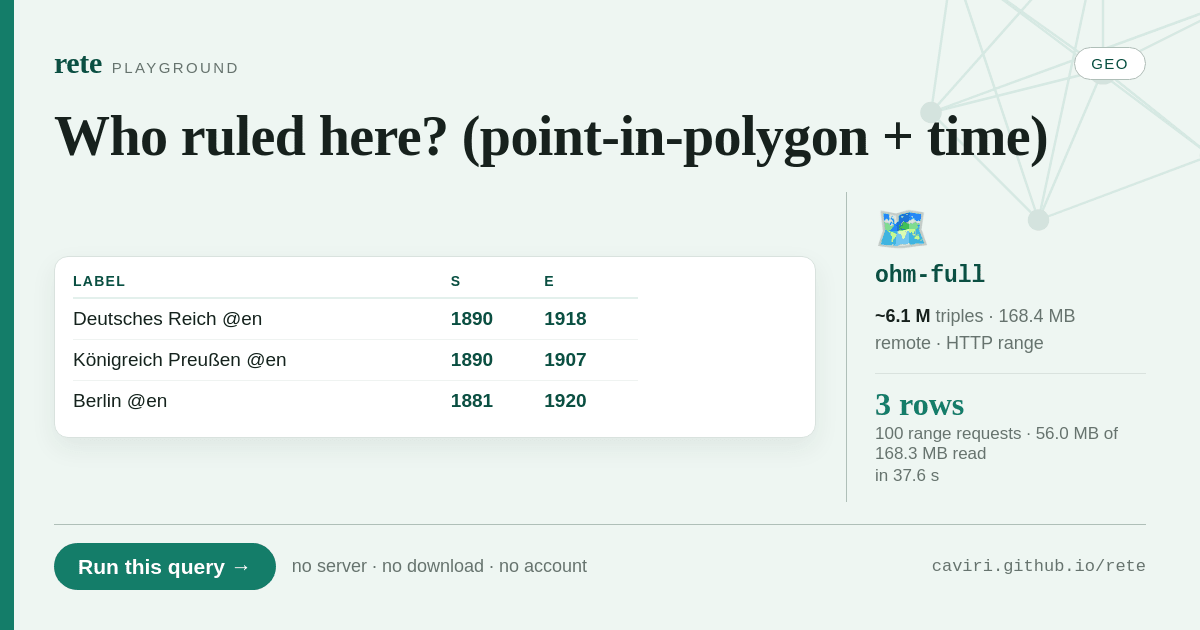 rete PLAYGROUND
GEO
Who ruled here? (point-in-polygon + time)
LABEL S E
Deutsches Reich @en 1890 1918
Königreich Preußen @en 1890 1907
Berlin @en 1881 1920
ohm-full
~6.1 M triples · 168.4 MB
remote · HTTP range
3 rows
100 range requests · 56.0 MB of
168.3 MB read
in 37.6 s
Run this query →
no server · no download · no account
caviri.github.io/rete